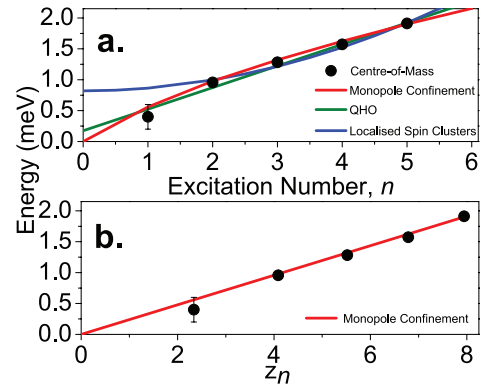 a.
2.0
1.5
1.0
0.5
0.0
Centre-of-Mass
Monopole Confinement
QHO
Localised Spin Clusters
0 1 2 3 4 5 6
Excitation Number, n
Energy (meV)
b.
2.0
1.5
1.0
0.5
0.0
Monopole Confinement
0 2 4 6 8
zn